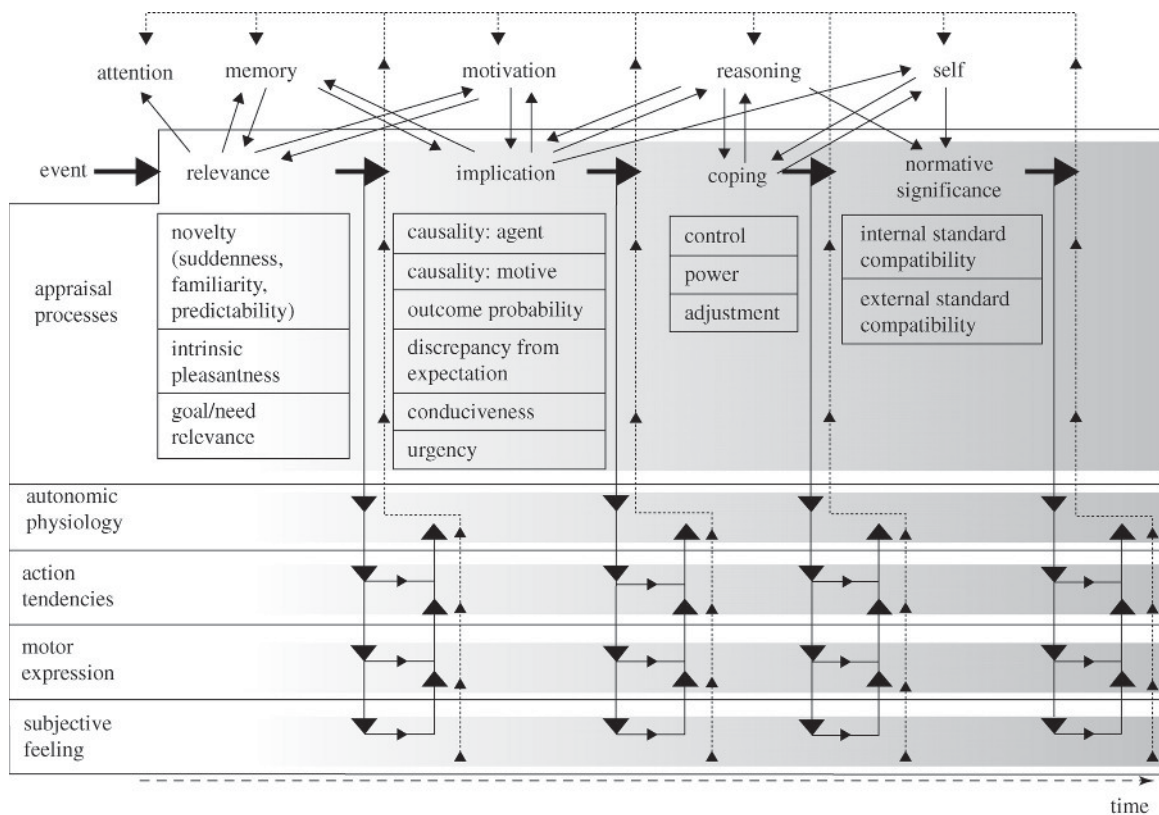 attention
memory
motivation
reasoning
self
event
relevance
implication
coping
normative
significance
appraisal
processes
novelty
(suddenness,
familiarity,
predictability)
intrinsic
pleasantness
goal/need
relevance
causality: agent
causality: motive
outcome probability
discrepancy from
expectation
conduciveness
urgency
control
power
adjustment
internal standard
compatibility
external standard
compatibility
autonomic
physiology
action
tendencies
motor
expression
subjective
feeling
time